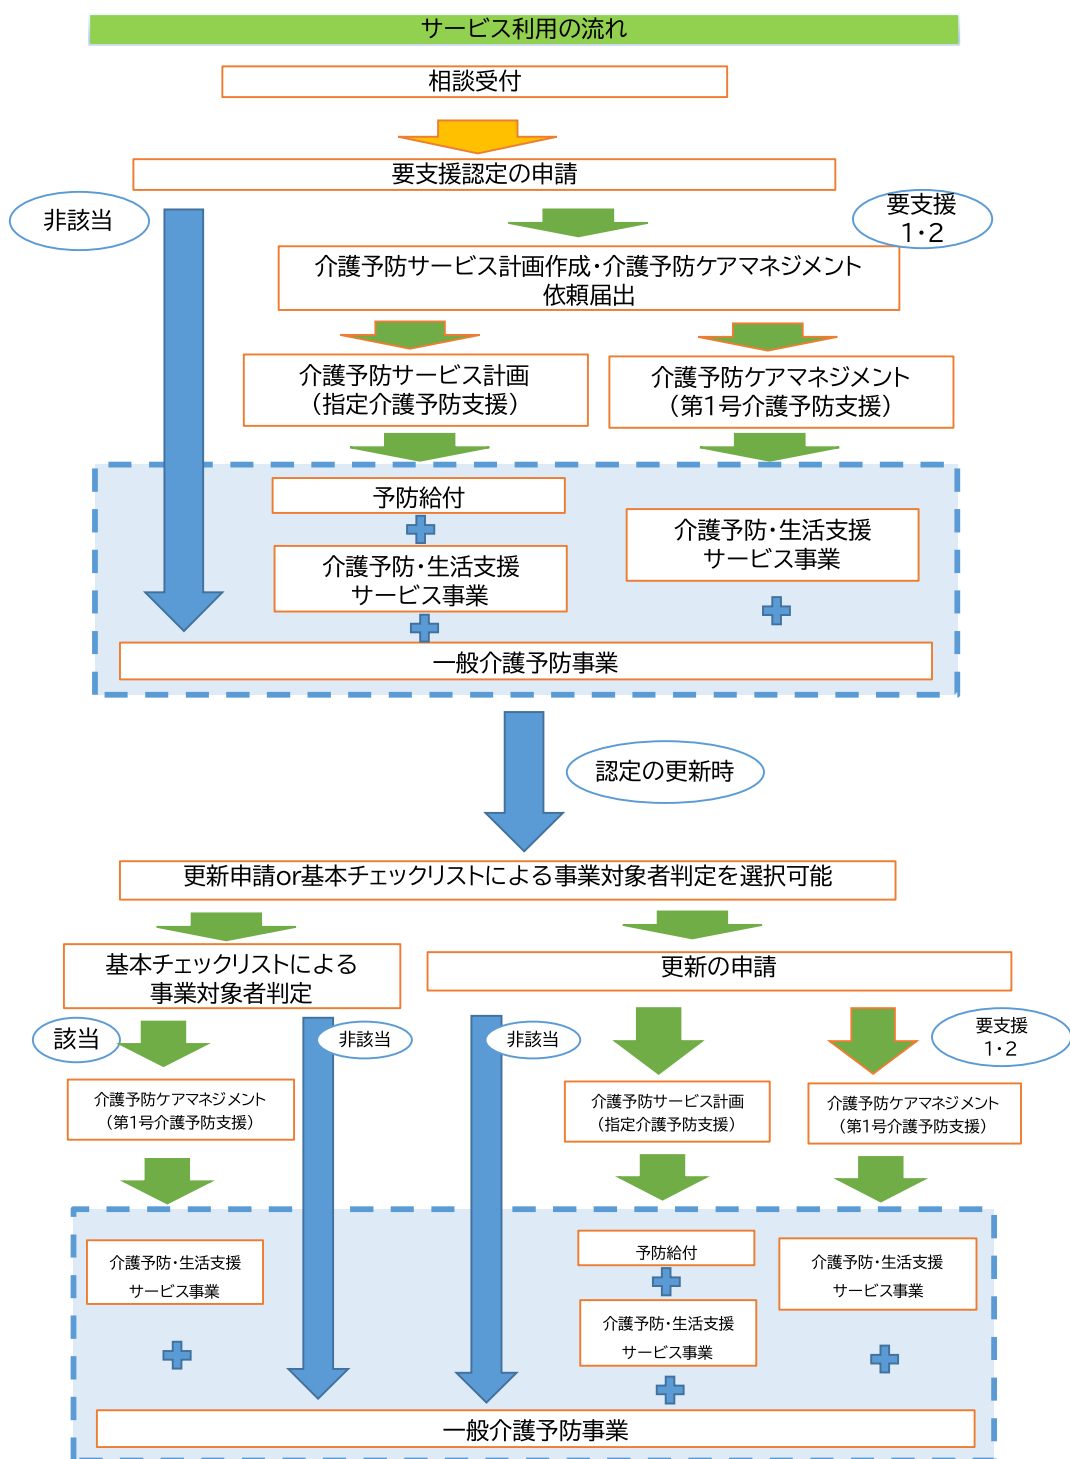 サービス利用の流れ
相談受付
要支援認定の申請
非該当
要支援
1・2
介護予防サービス計画作成・介護予防ケアマネジメント
依頼届出
介護予防サービス計画
（指定介護予防支援）
介護予防ケアマネジメント
（第1号介護予防支援）
予防給付
介護予防・生活支援
サービス事業
介護予防・生活支援
サービス事業
一般介護予防事業
認定の更新時
更新申請or基本チェックリストによる事業対象者判定を選択可能
基本チェックリストによる
事業対象者判定
更新の申請
該当
非該当
非該当
要支援
1・2
介護予防ケアマネジメント
（第1号介護予防支援）
介護予防サービス計画
（指定介護予防支援）
介護予防ケアマネジメント
（第1号介護予防支援）
介護予防・生活支援
サービス事業
予防給付
介護予防・生活支援
サービス事業
介護予防・生活支援
サービス事業
一般介護予防事業